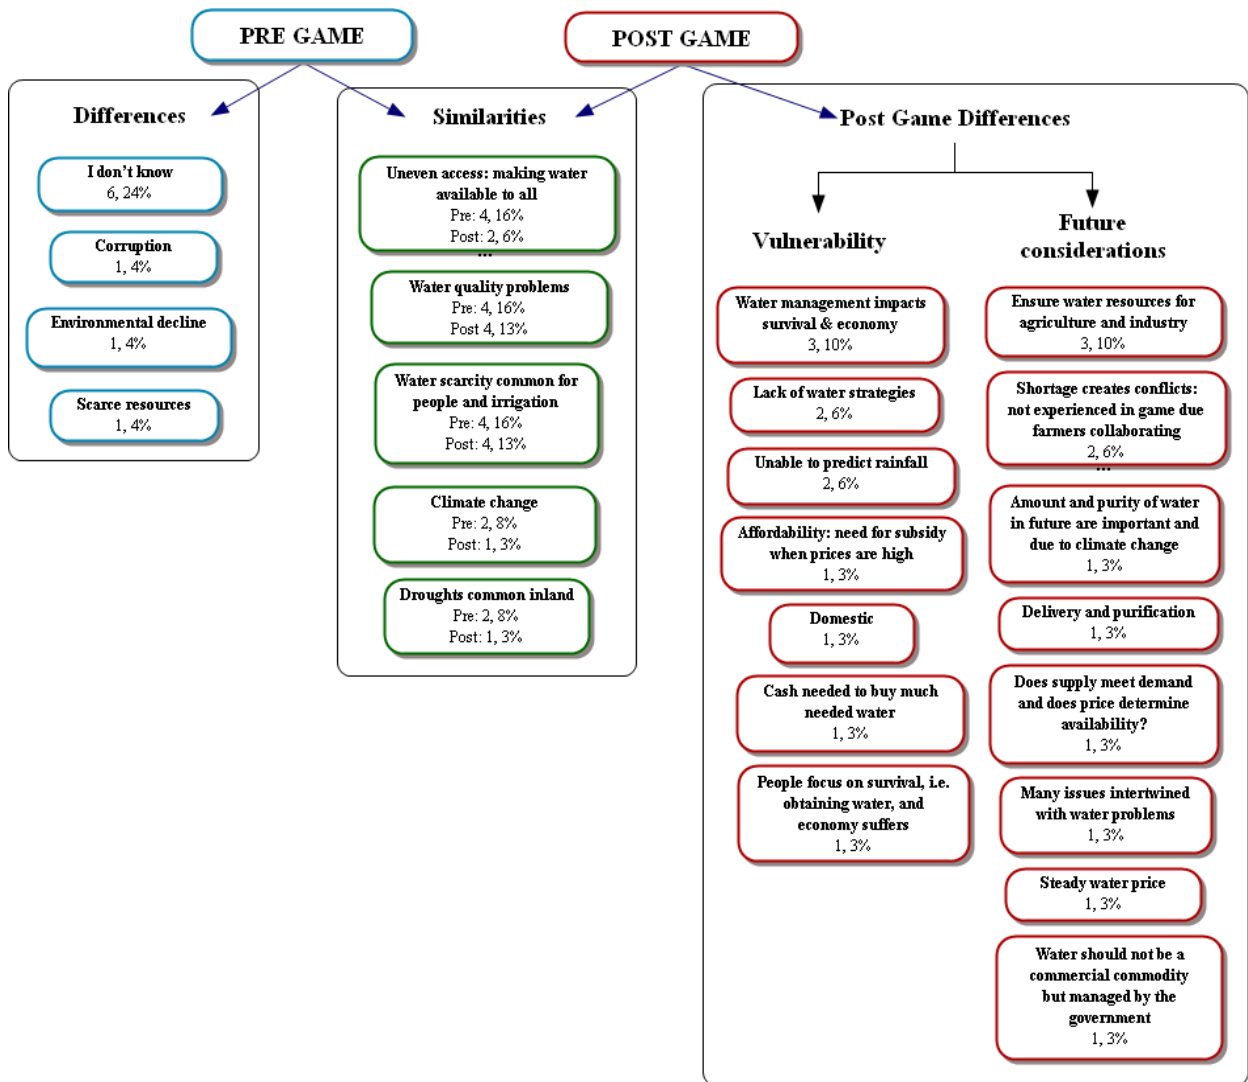 PRE GAME
POST GAME
Differences
I don't know
6, 24%
Corruption
1, 4%
Environmental decline
1, 4%
Scarce resources
1, 4%
Similarities
Uneven access: making water
available to all
Pre: 4, 16%
Post: 2, 6%
...
Water quality problems
Pre: 4, 16%
Post 4, 13%
Water scarcity common for
people and irrigation
Pre: 4, 16%
Post: 4, 13%
Climate change
Pre: 2, 8%
Post: 1, 3%
Droughts common inland
Pre: 2, 8%
Post: 1, 3%
Post Game Differences
Vulnerability
Water management impacts
survival & economy
3, 10%
Lack of water strategies
2, 6%
Unable to predict rainfall
2, 6%
Affordability: need for subsidy
when prices are high
1, 3%
Domestic
1, 3%
Cash needed to buy much
needed water
1, 3%
People focus on survival, i.e.
obtaining water, and
economy suffers
1, 3%
Future
considerations
Ensure water resources for
agriculture and industry
3, 10%
Shortage creates conflicts:
not experienced in game due
farmers collaborating
2, 6%
...
Amount and purity of water
in future are important and
due to climate change
1, 3%
Delivery and purification
1, 3%
Does supply meet demand
and does price determine
availability?
1, 3%
Many issues intertwined
with water problems
1, 3%
Steady water price
1, 3%
Water should not be a
commercial commodity
but managed by the
government
1, 3%